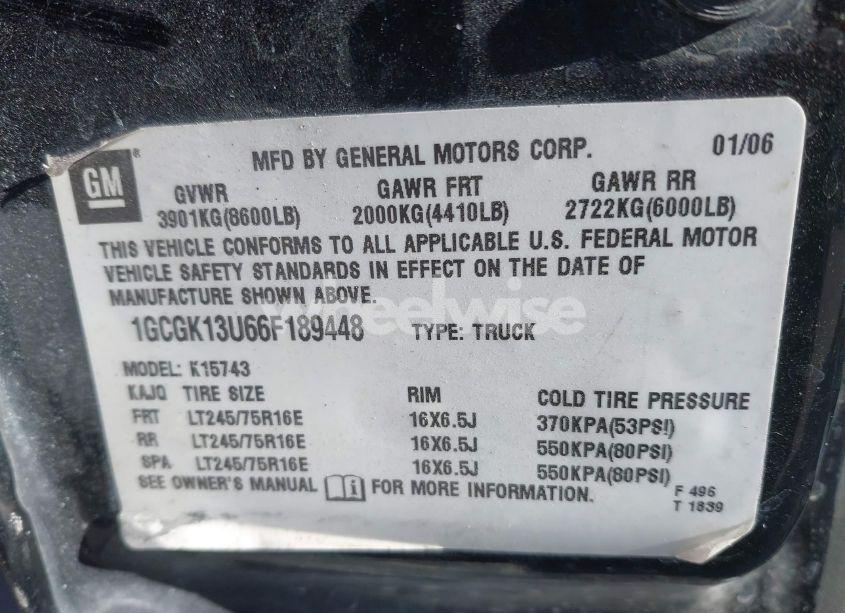 GM ®
MFD BY GENERAL MOTORS CORP. 01/06
GVWR GAWR FRT GAWR RR
3901KG(8600LB) 2000KG(4410LB) 2722KG(6000LB)
THIS VEHICLE CONFORMS TO ALL APPLICABLE U.S. FEDERAL MOTOR
VEHICLE SAFETY STANDARDS IN EFFECT ON THE DATE OF
MANUFACTURE SHOWN ABOVE.
wheelwise
1GCGK13U66F189448 TYPE: TRUCK
MODEL: K15743
KAJQ TIRE SIZE RIM COLD TIRE PRESSURE
FRT LT245/75R16E 16X6.5J 370KPA(53PSI)
RR LT245/75R16E 16X6.5J 550KPA(80PSI)
SPA LT245/75R16E 16X6.5J 550KPA(80PSI)
SEE OWNER'S MANUAL i FOR MORE INFORMATION.
F 496
T 1839